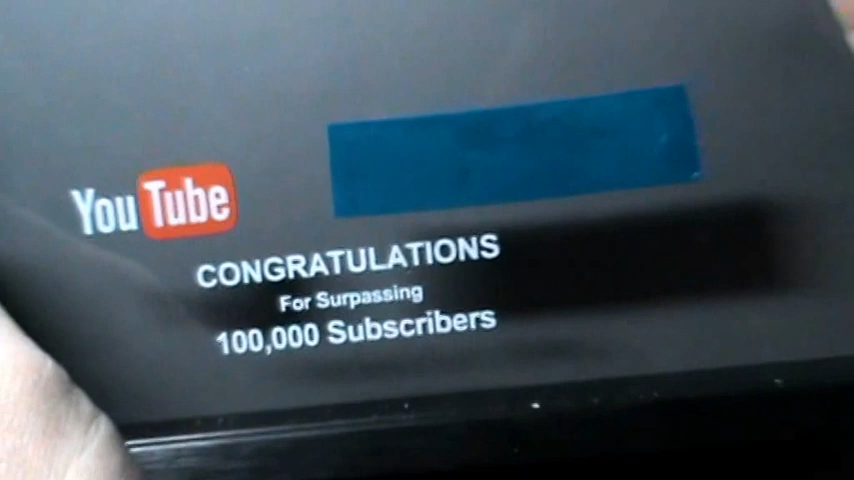 YouTube
CONGRATULATIONS
For Surpassing
100,000 Subscribers